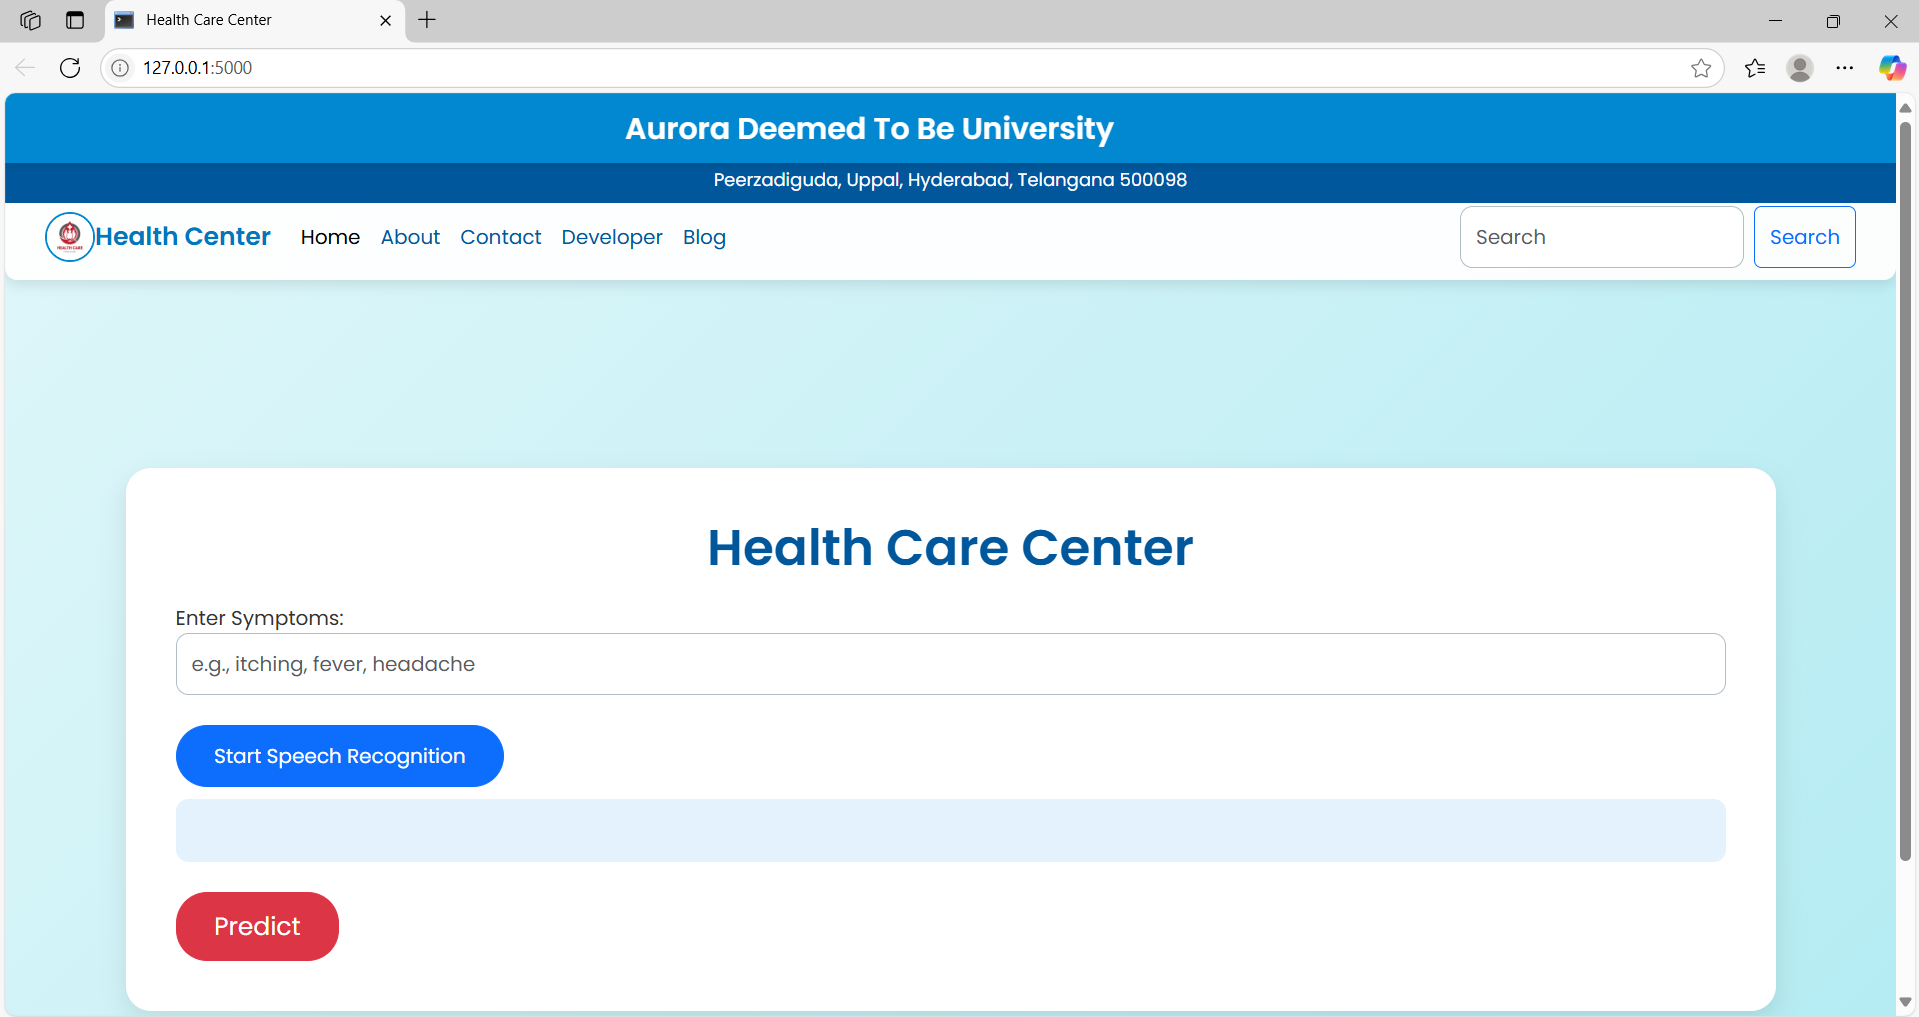 Health Care Center
127.0.0.1:5000
Aurora Deemed To Be University
Peerzadiguda, Uppal, Hyderabad, Telangana 500098
HEALTH CARE
Health Center Home About Contact Developer Blog Search Search
Health Care Center
Enter Symptoms:
e.g., itching, fever, headache
Start Speech Recognition
Predict